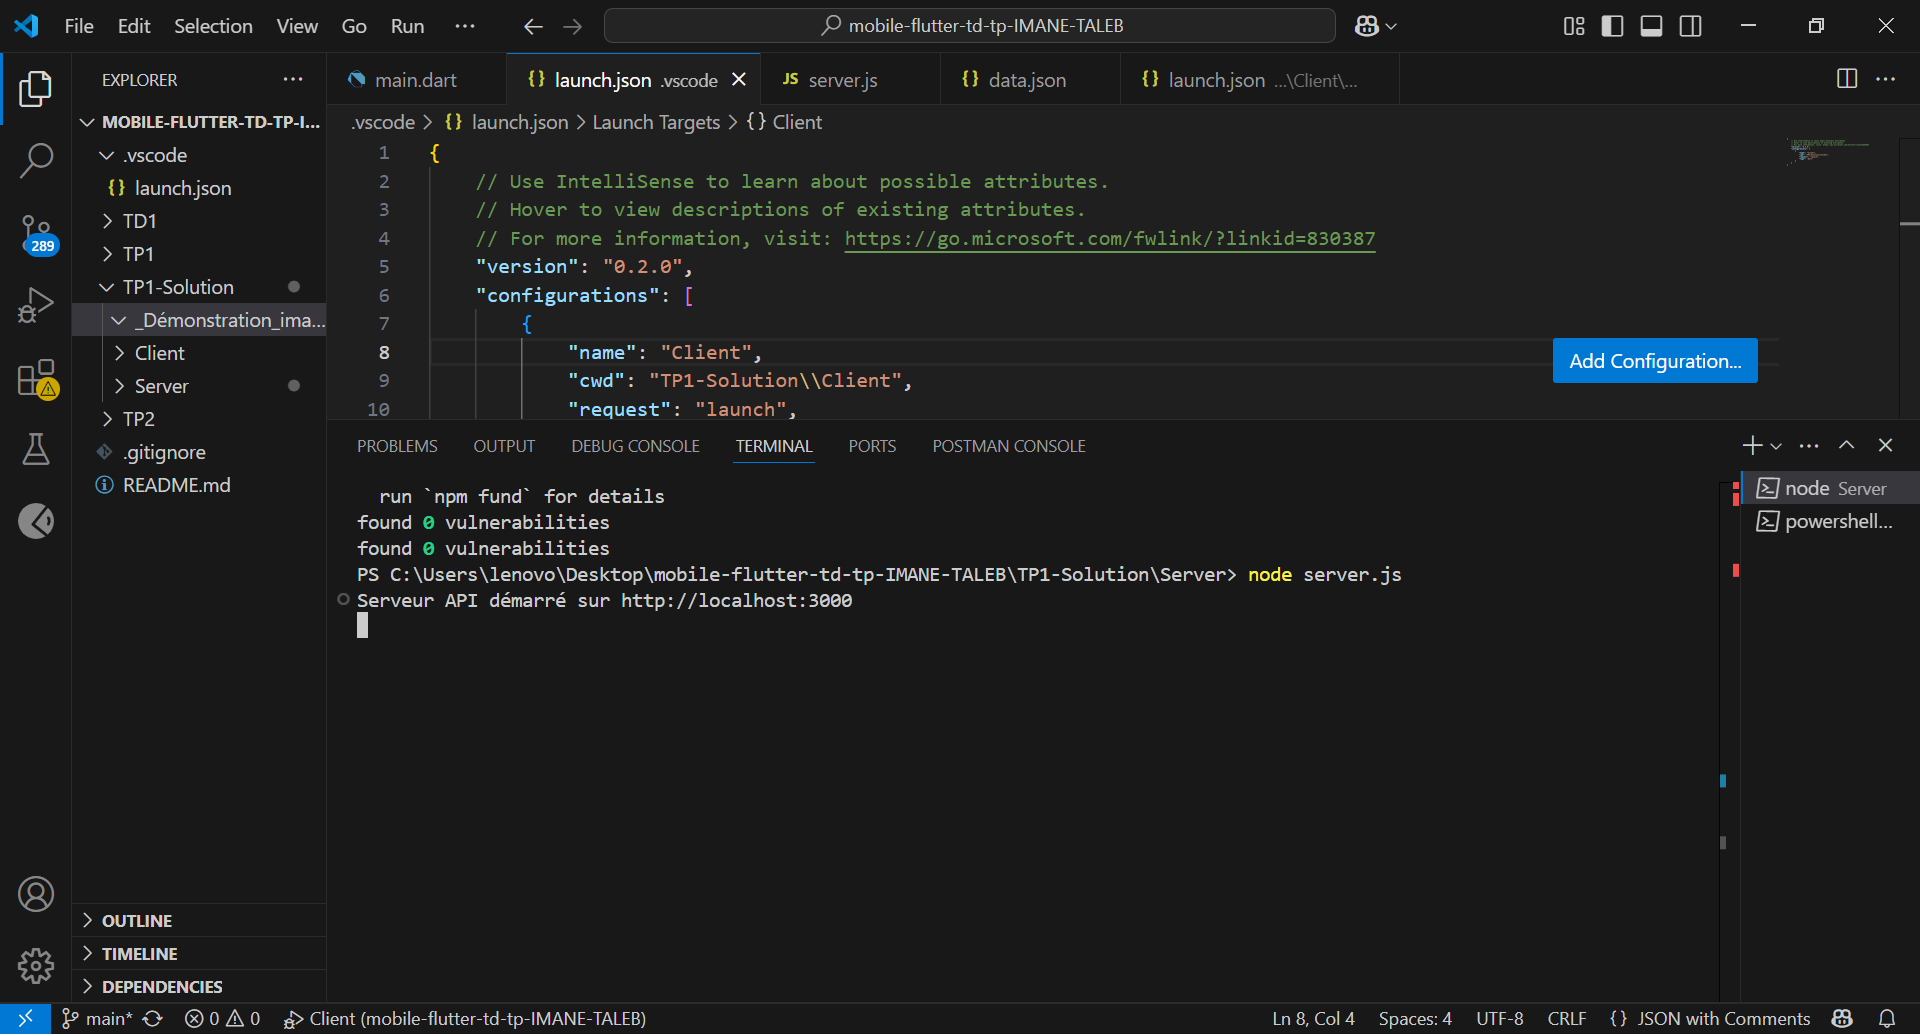 File Edit Selection View Go Run ··· mobile-flutter-td-tp-IMANE-TALEB
EXPLORER
MOBILE-FLUTTER-TD-TP-I...
.vscode
{} launch.json
TD1
TP1
TP1-Solution
_Démonstration_ima...
Client
Server
TP2
.gitignore
README.md
289
OUTLINE
TIMELINE
DEPENDENCIES
main.dart {} launch.json .vscode JS server.js {} data.json {} launch.json ...\Client\...
.vscode > {} launch.json > Launch Targets > {} Client
1 {
2 // Use IntelliSense to learn about possible attributes.
3 // Hover to view descriptions of existing attributes.
4 // For more information, visit: https://go.microsoft.com/fwlink/?linkid=830387
5 "version": "0.2.0",
6 "configurations": [
7 {
8 "name": "Client",
9 "cwd": "TP1-Solution\\Client",
10 "request": "launch",
Add Configuration...
PROBLEMS OUTPUT DEBUG CONSOLE TERMINAL PORTS POSTMAN CONSOLE
run `npm fund` for details
found 0 vulnerabilities
found 0 vulnerabilities
PS C:\Users\lenovo\Desktop\mobile-flutter-td-tp-IMANE-TALEB\TP1-Solution\Server> node server.js
Serveur API démarré sur http://localhost:3000
node Server
powershell...
main* 0 0 Client (mobile-flutter-td-tp-IMANE-TALEB) Ln 8, Col 4 Spaces: 4 UTF-8 CRLF {} JSON with Comments